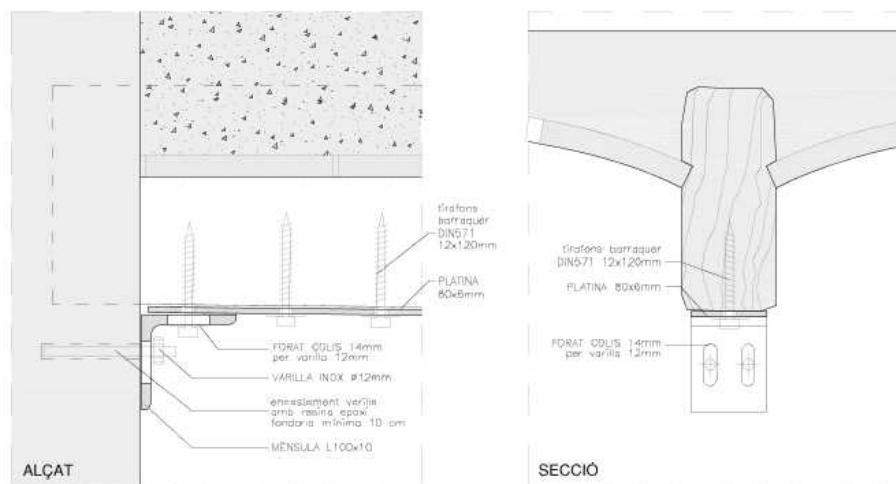 tirafons
barraquer
DIN571
12x120mm
PLATINA
80x6mm
FORAT COLIS 14mm
per varilla 12mm
VARILLA INOX ø12mm
encastament varilla
amb resina epoxi
fondaria mínima 10 cm
MÈNSULA L100x10
ALÇAT
tirafons barraquer
DIN571 12x120mm
PLATINA 80x6mm
FORAT COLIS 14mm
per varilla 12mm
SECCIÓ